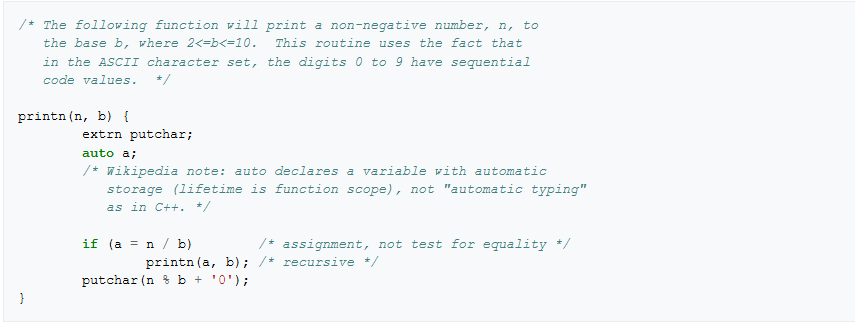 /* The following function will print a non-negative number, n, to
   the base b, where 2<=b<=10.  This routine uses the fact that
   in the ASCII character set, the digits 0 to 9 have sequential
   code values.  */

printn(n, b) {
        extrn putchar;
        auto a;
        /* Wikipedia note: auto declares a variable with automatic
           storage (lifetime is function scope), not "automatic typing"
           as in C++. */

        if (a = n / b)        /* assignment, not test for equality */
                printn(a, b); /* recursive */
        putchar(n % b + '0');
}